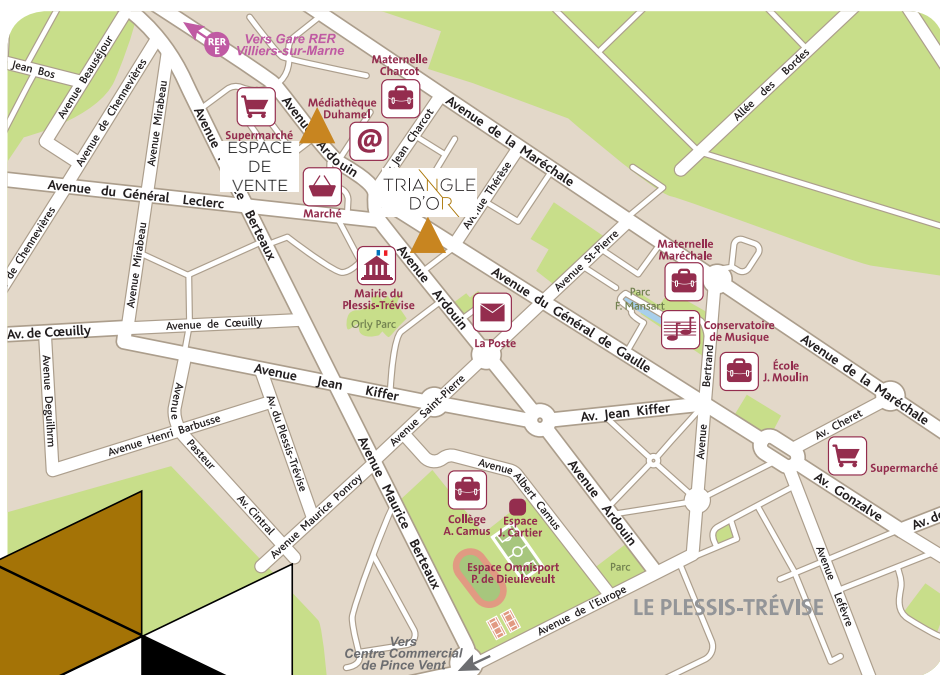 RER
E
Vers Gare RER
Villiers-sur-Marne
Jean Bos
Avenue Beauséjour
Avenue de Chennevières
Avenue Mirabeau
Supermarché
ESPACE
DE
VENTE
Avenue
Ardouin
Médiathèque
Duhamel
@
Maternelle
Charcot
Jean Charcot
Avenue de la Maréchale
Allée des Bordes
Avenue
Berteaux
Avenue du Général Leclerc
Marché
TRIANGLE
D'OR
Avenue Thérèse
de Chennevières
Avenue Mirabeau
Mairie du
Plessis-Trévise
Orly Parc
Avenue Ardouin
La Poste
Avenue St-Pierre
Avenue du Général de Gaulle
Parc
F. Mansart
Maternelle
Maréchale
Conservatoire
de Musique
École
J. Moulin
Avenue Bertrand
Avenue de la Maréchale
Av. de Cœuilly
Avenue de Cœuilly
Avenue Jean Kiffer
Av. Jean Kiffer
Avenue Saint-Pierre
Avenue Deguilhrm
Avenue Henri Barbusse
Avenue Pasteur
Av. du Plessis-Trévise
Av. Cintral
Avenue Maurice Ponroy
Avenue Maurice Berteaux
Avenue Albert Camus
Avenue Ardouin
Collège
A. Camus
Espace
J. Cartier
Espace Omnisport
P. de Dieuleveult
Parc
Avenue de l'Europe
Av. Cheret
Supermarché
Av. Gonzalve
Av. de
Avenue Lefèvre
LE PLESSIS-TRÉVISE
Vers
Centre Commercial
de Pince Vent